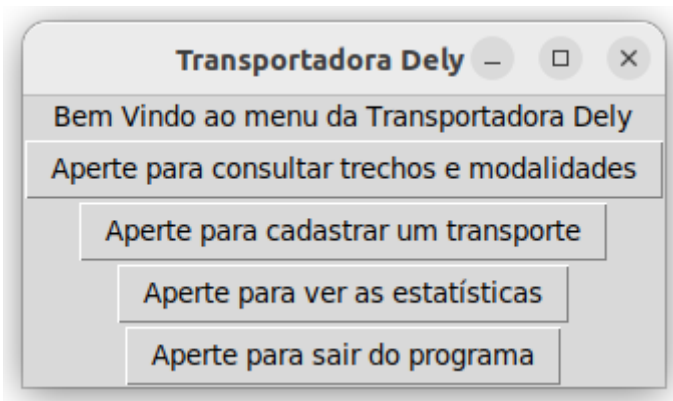 Transportadora Dely
Bem Vindo ao menu da Transportadora Dely
Aperte para consultar trechos e modalidades
Aperte para cadastrar um transporte
Aperte para ver as estatísticas
Aperte para sair do programa